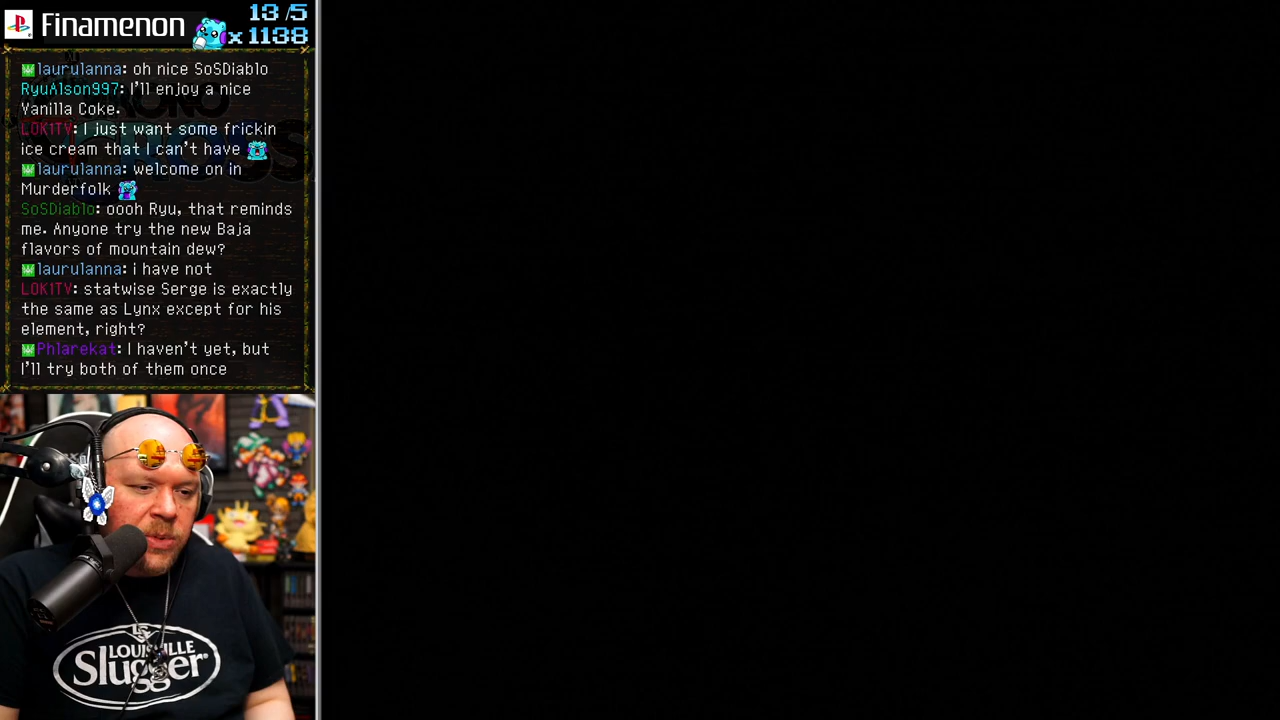 Finamenon
13/5
x 1138
laurulanna: oh nice SoSDiablo
RyuAlson997: I'll enjoy a nice
Vanilla Coke.
L0K1TV: I just want some frickin
ice cream that I can't have
laurulanna: welcome on in
Murderfolk
SoSDiablo: oooh Ryu, that reminds
me. Anyone try the new Baja
flavors of mountain dew?
laurulanna: i have not
L0K1TV: statwise Serge is exactly
the same as Lynx except for his
element, right?
Phlarekat: I haven't yet, but
I'll try both of them once
LS
LOUISVILLE
Slugger®